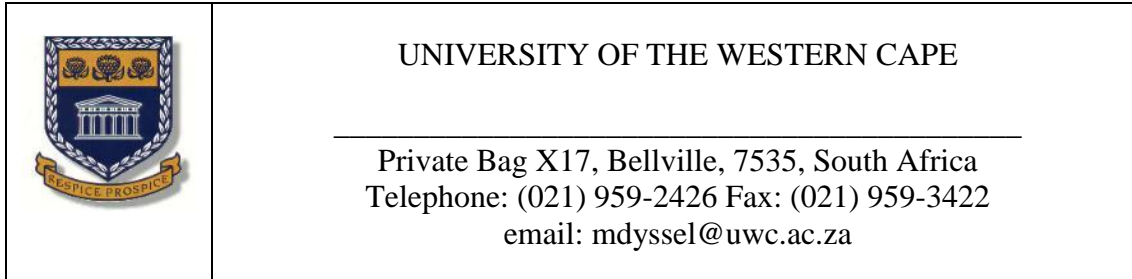 UNIVERSITY OF THE WESTERN CAPE
___________________________________________
Private Bag X17, Bellville, 7535, South Africa
Telephone: (021) 959-2426 Fax: (021) 959-3422
email: mdyssel@uwc.ac.za
RESPICE PROSPICE